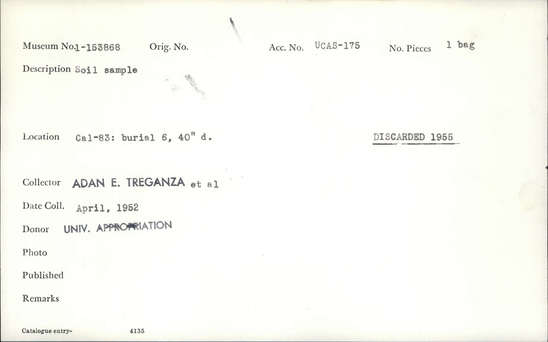 Museum No.1-153868 Orig. No. Acc. No. UCAS-175 No. Pieces 1 bag
Description Soil sample
Location Cal-83: burial 6, 40" d. DISCARDED 1955
Collector ADAN E. TREGANZA et al
Date Coll. April, 1952
Donor UNIV. APPROPRIATION
Photo
Published
Remarks
Catalogue entry- 4135